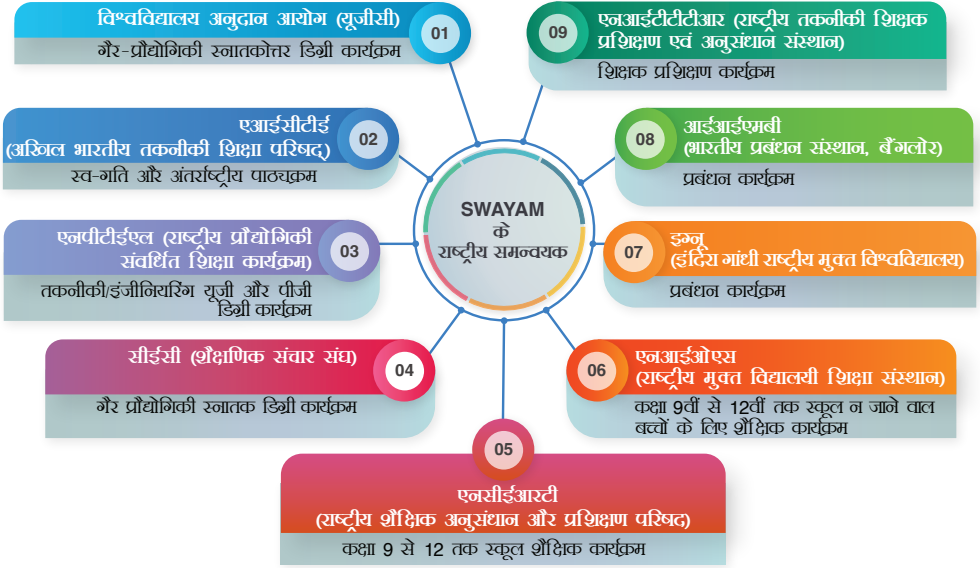 विश्वविद्यालय अनुदान आयोग (यूजीसी)
01
गैर-प्रौद्योगिकी स्नातकोत्तर डिग्री कार्यक्रम
एआईसीटीई
(अखिल भारतीय तकनीकी शिक्षा परिषद्)
02
स्व-गति और अंतर्राष्ट्रीय पाठ्यक्रम
एनपीटीईएल (राष्ट्रीय प्रौद्योगिकी
संवर्धित शिक्षा कार्यक्रम)
03
तकनीकी/इंजीनियरिंग यूजी और पीजी
डिग्री कार्यक्रम
सीईसी (शैक्षणिक संचार संघ)
04
गैर प्रौद्योगिकी स्नातक डिग्री कार्यक्रम
05
एनसीईआरटी
(राष्ट्रीय शैक्षिक अनुसंधान और प्रशिक्षण परिषद)
कक्षा 9 से 12 तक स्कूल शैक्षिक कार्यक्रम
06
एनआईओएस
(राष्ट्रीय मुक्त विद्यालयी शिक्षा संस्थान)
कक्षा 9वीं से 12वीं तक स्कूल न जाने वाल
बच्चों के लिए शैक्षिक कार्यक्रम
07
इग्नू
(इंदिरा गांधी राष्ट्रीय मुक्त विश्वविद्यालय)
प्रबंधन कार्यक्रम
08
आईआईएमबी
(भारतीय प्रबंधन संस्थान, बैंगलोर)
प्रबंधन कार्यक्रम
09
एनआईटीटीटीआर (राष्ट्रीय तकनीकी शिक्षक
प्रशिक्षण एवं अनुसंधान संस्थान)
शिक्षक प्रशिक्षण कार्यक्रम
SWAYAM
के
राष्ट्रीय समन्वयक